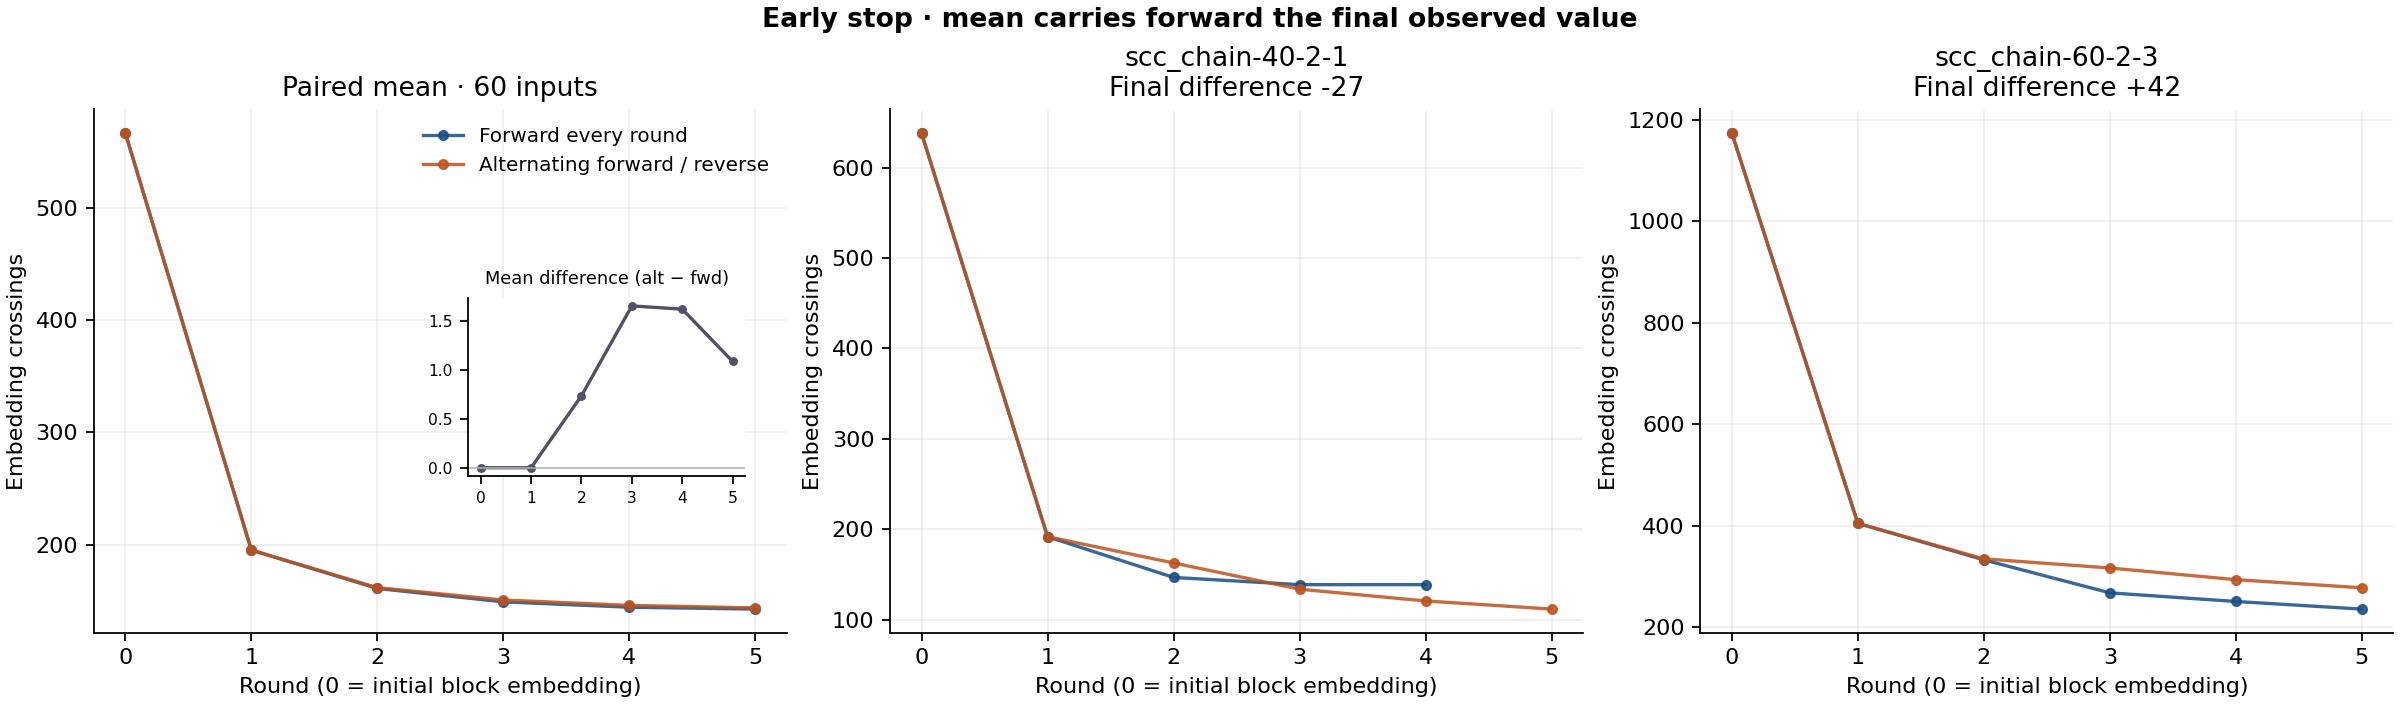 Early stop · mean carries forward the final observed value
Paired mean · 60 inputs
Embedding crossings
500
400
300
200
0 1 2 3 4 5
Round (0 = initial block embedding)
Forward every round
Alternating forward / reverse
Mean difference (alt − fwd)
1.5
1.0
0.5
0.0
0 1 2 3 4 5
scc_chain-40-2-1
Final difference -27
Embedding crossings
600
500
400
300
200
100
0 1 2 3 4 5
Round (0 = initial block embedding)
scc_chain-60-2-3
Final difference +42
Embedding crossings
1200
1000
800
600
400
200
0 1 2 3 4 5
Round (0 = initial block embedding)